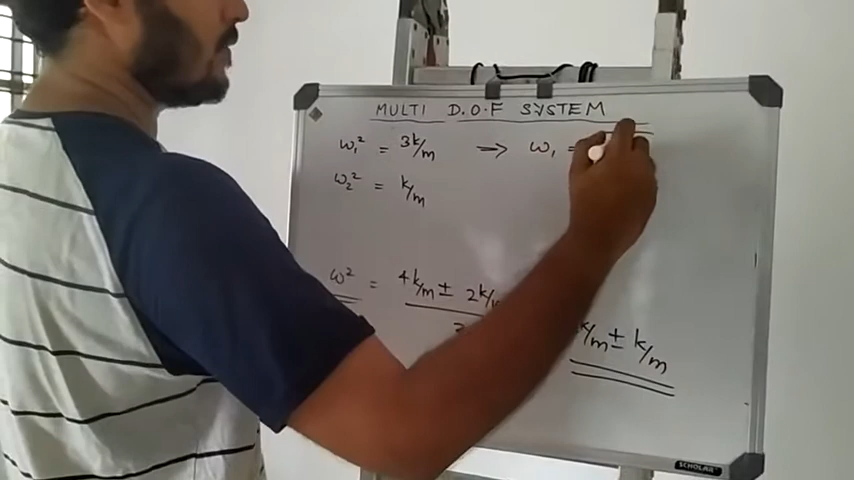 MULTI D.O.F SYSTEM
ω₁² = 3k/m → ω₁ =
ω₂² = k/m
ω² = 4k/m ± 2k/
k/m ± k/m
SCHOLAR